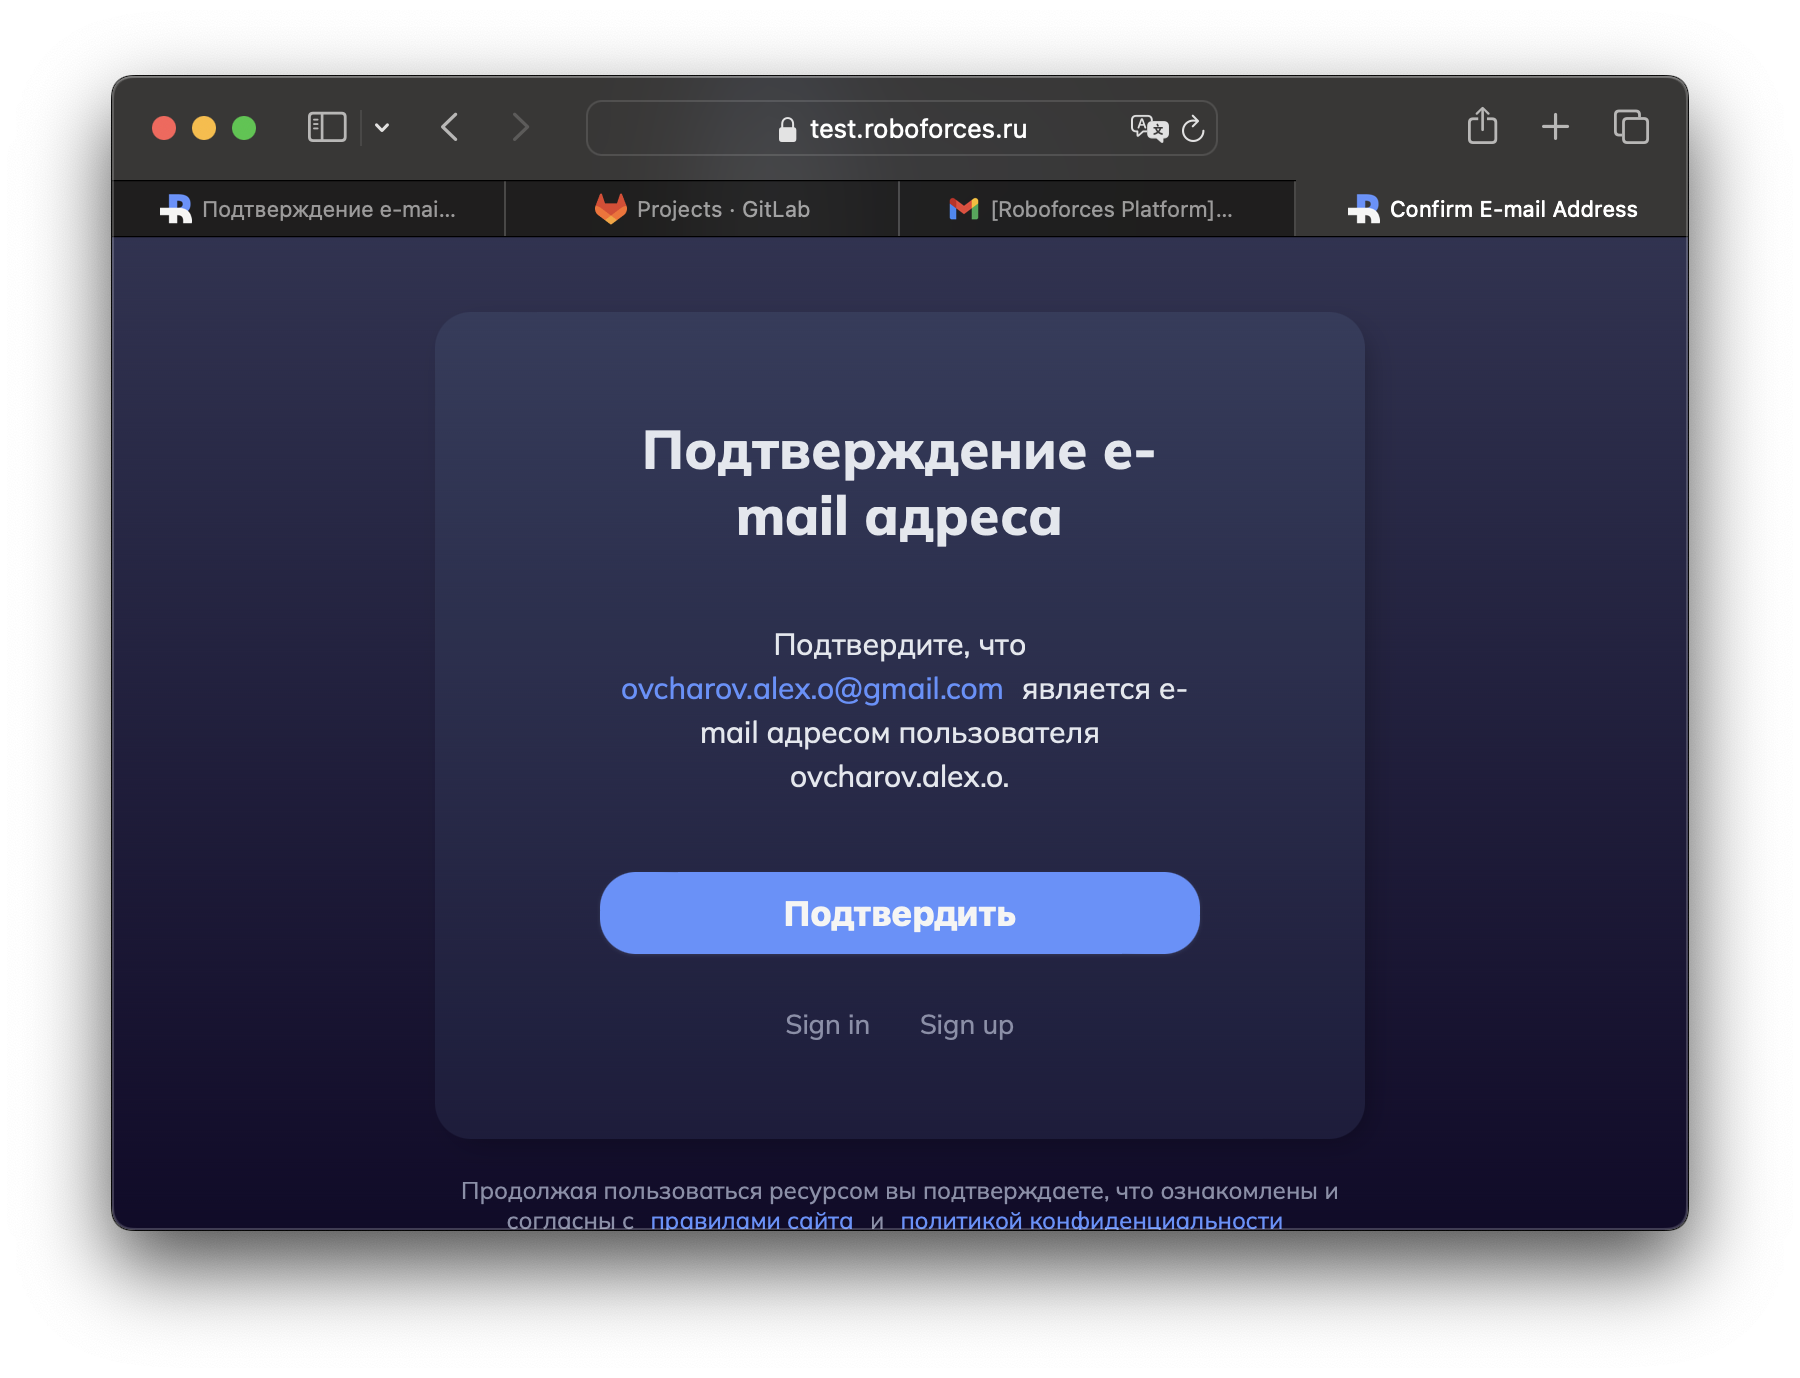 test.roboforces.ru
Подтверждение e-mai...
Projects · GitLab
[Roboforces Platform]...
Confirm E-mail Address
Подтверждение e-
mail адреса
Подтвердите, что
ovcharov.alex.o@gmail.com является e-
mail адресом пользователя
ovcharov.alex.o.
Подтвердить
Sign in Sign up
Продолжая пользоваться ресурсом вы подтверждаете, что ознакомлены и
согласны с правилами сайта и политикой конфиденциальности